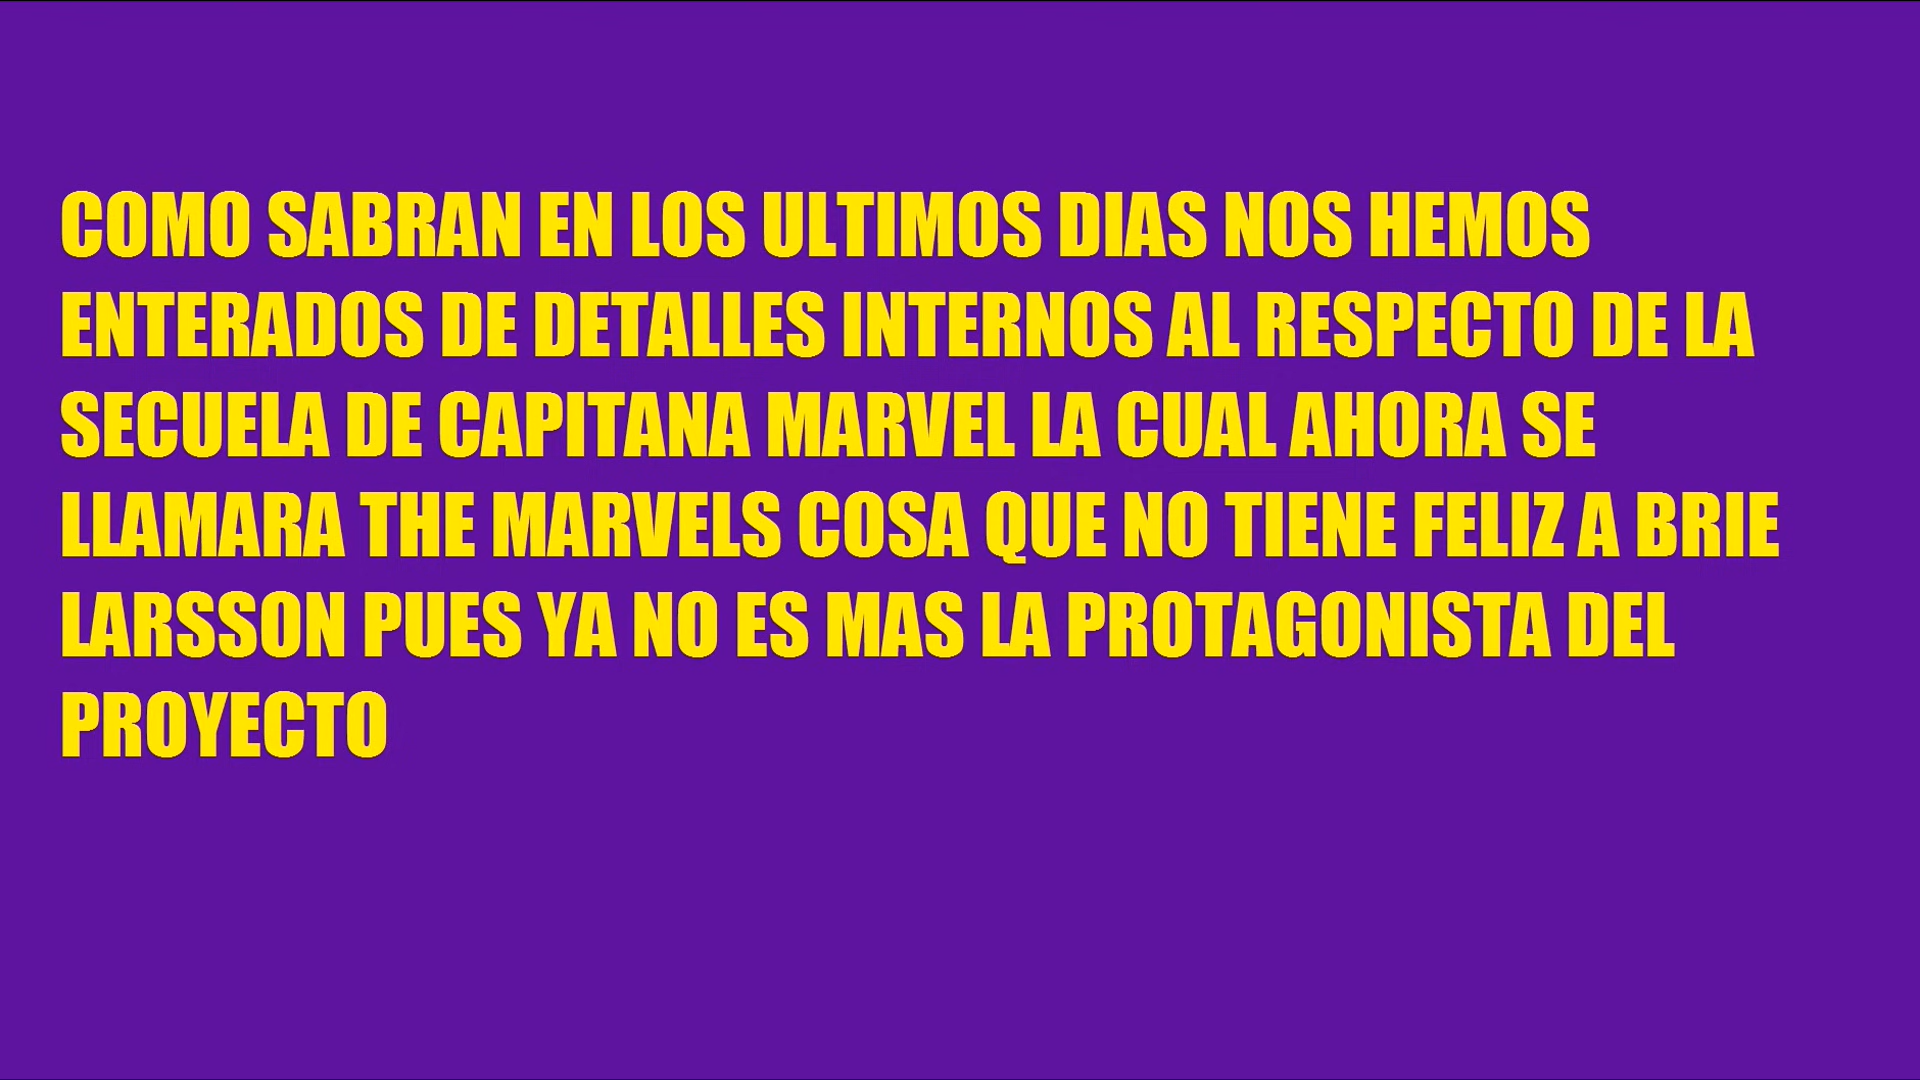 COMO SABRAN EN LOS ULTIMOS DIAS NOS HEMOS
ENTERADOS DE DETALLES INTERNOS AL RESPECTO DE LA
SECUELA DE CAPITANA MARVEL LA CUAL AHORA SE
LLAMARA THE MARVELS COSA QUE NO TIENE FELIZ A BRIE
LARSSON PUES YA NO ES MAS LA PROTAGONISTA DEL
PROYECTO